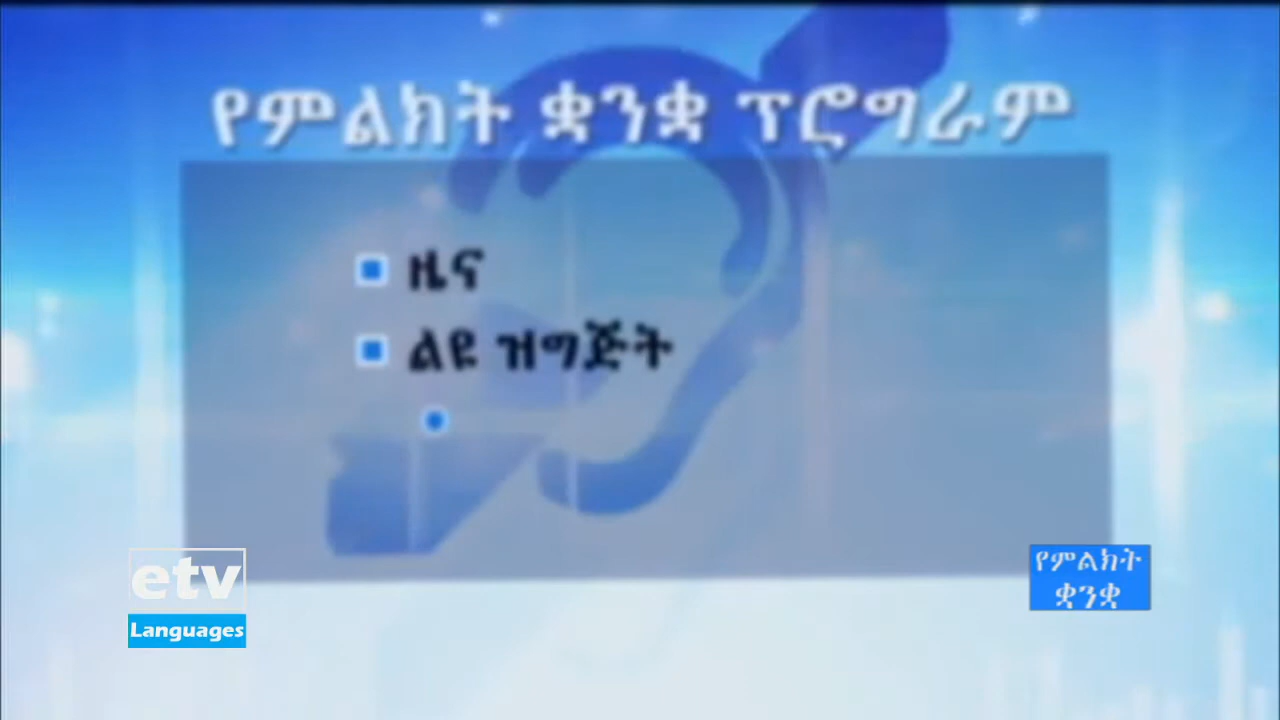 የምልክት ቋንቋ ፕሮግራም
ዜና
ልዩ ዝግጅት
etv
Languages
የምልክት
ቋንቋ